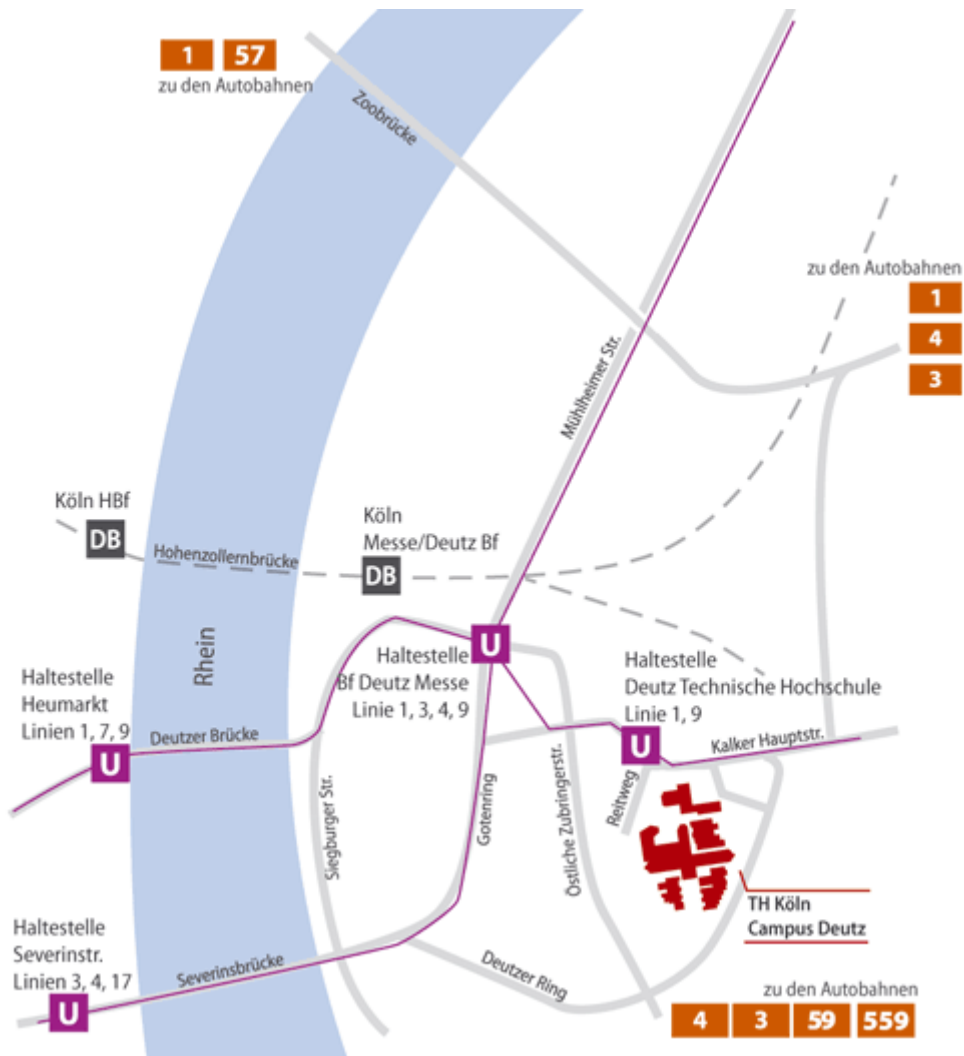 1 57
zu den Autobahnen
Zoobrücke
zu den Autobahnen
1
4
3
Mühlheimer Str.
Köln HBf
DB
Hohenzollernbrücke
Köln
Messe/Deutz Bf
DB
Rhein
U
Haltestelle
Bf Deutz Messe
Linie 1, 3, 4, 9
Haltestelle
Deutz Technische Hochschule
Linie 1, 9
U
Kalker Hauptstr.
Haltestelle
Heumarkt
Linien 1, 7, 9
U
Deutzer Brücke
Siegburger Str.
Gotenring
Östliche Zubringerstr.
Reitweg
TH Köln
Campus Deutz
Haltestelle
Severinstr.
Linien 3, 4, 17
U
Severinsbrücke
Deutzer Ring
zu den Autobahnen
4 3 59 559